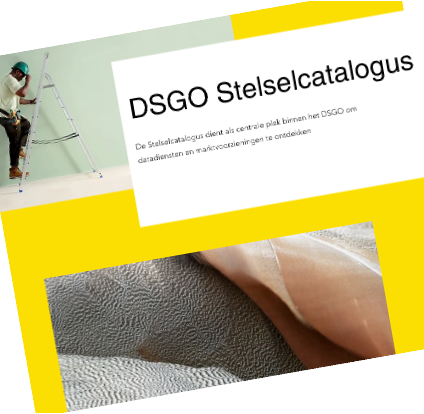 DSGO Stelselcatalogus
De Stelselcatalogus dient als centrale plek binnen het DSGO om
datadiensten en marktvoorzieningen te ontdekken